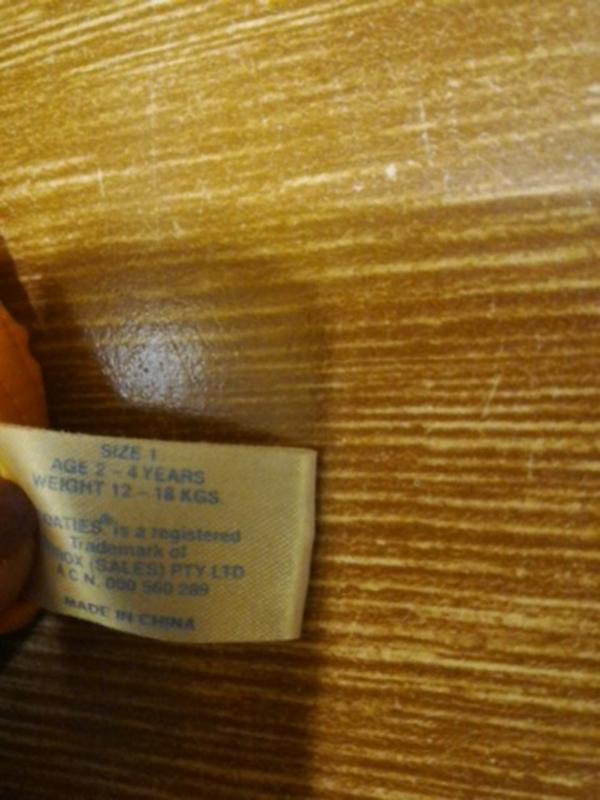 SIZE 1
AGE 2 - 4 YEARS
WEIGHT 12 - 18 KGS
OATIES® is a registered
Trademark of
(SALES) PTY LTD
A.C.N. 000 560 289
MADE IN CHINA